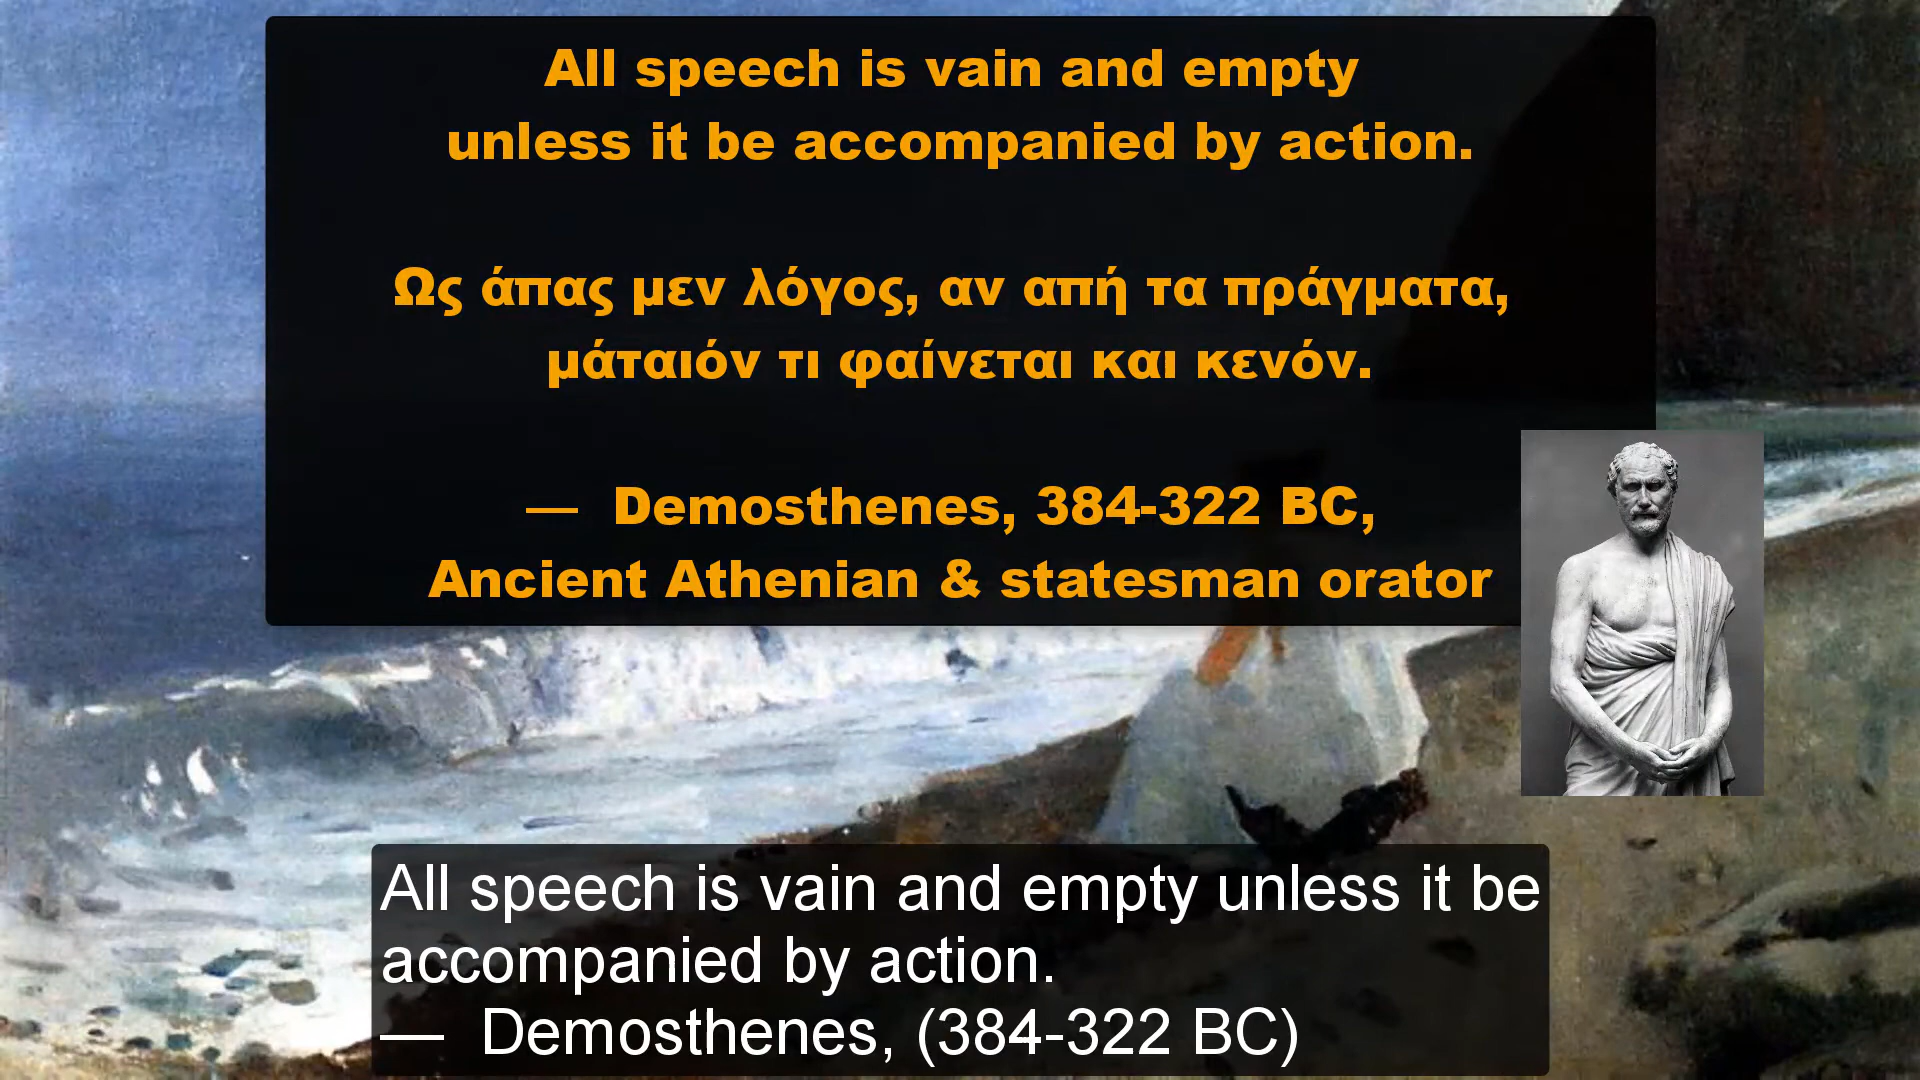 All speech is vain and empty
unless it be accompanied by action.
Ως άπας μεν λόγος, αν απή τα πράγματα,
μάταιόν τι φαίνεται και κενόν.
— Demosthenes, 384-322 BC,
Ancient Athenian & statesman orator
All speech is vain and empty unless it be
accompanied by action.
— Demosthenes, (384-322 BC)